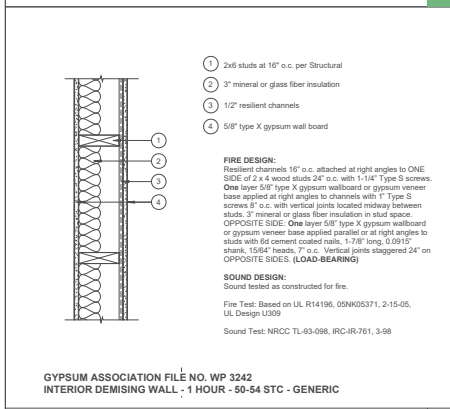 1 2x6 studs at 16" o.c. per Structural
2 3" mineral or glass fiber insulation
3 1/2" resilient channels
4 5/8" type X gypsum wall board
1
2
3
4
FIRE DESIGN:
Resilient channels 16" o.c. attached at right angles to ONE
SIDE of 2 x 4 wood studs 24" o.c. with 1-1/4" Type S screws.
One layer 5/8" type X gypsum wallboard or gypsum veneer
base applied at right angles to channels with 1" Type S
screws 8" o.c. with vertical joints located midway between
studs. 3" mineral or glass fiber insulation in stud space.
OPPOSITE SIDE: One layer 5/8" type X gypsum wallboard
or gypsum veneer base applied parallel or at right angles to
studs with 6d cement coated nails, 1-7/8" long, 0.0915"
shank, 15/64" heads, 7" o.c. Vertical joints staggered 24" on
OPPOSITE SIDES. (LOAD-BEARING)
SOUND DESIGN:
Sound tested as constructed for fire.
Fire Test: Based on UL R14196, 05NK05371, 2-15-05,
UL Design U309
Sound Test: NRCC TL-93-098, IRC-IR-761, 3-98
GYPSUM ASSOCIATION FILE NO. WP 3242
INTERIOR DEMISING WALL - 1 HOUR - 50-54 STC - GENERIC